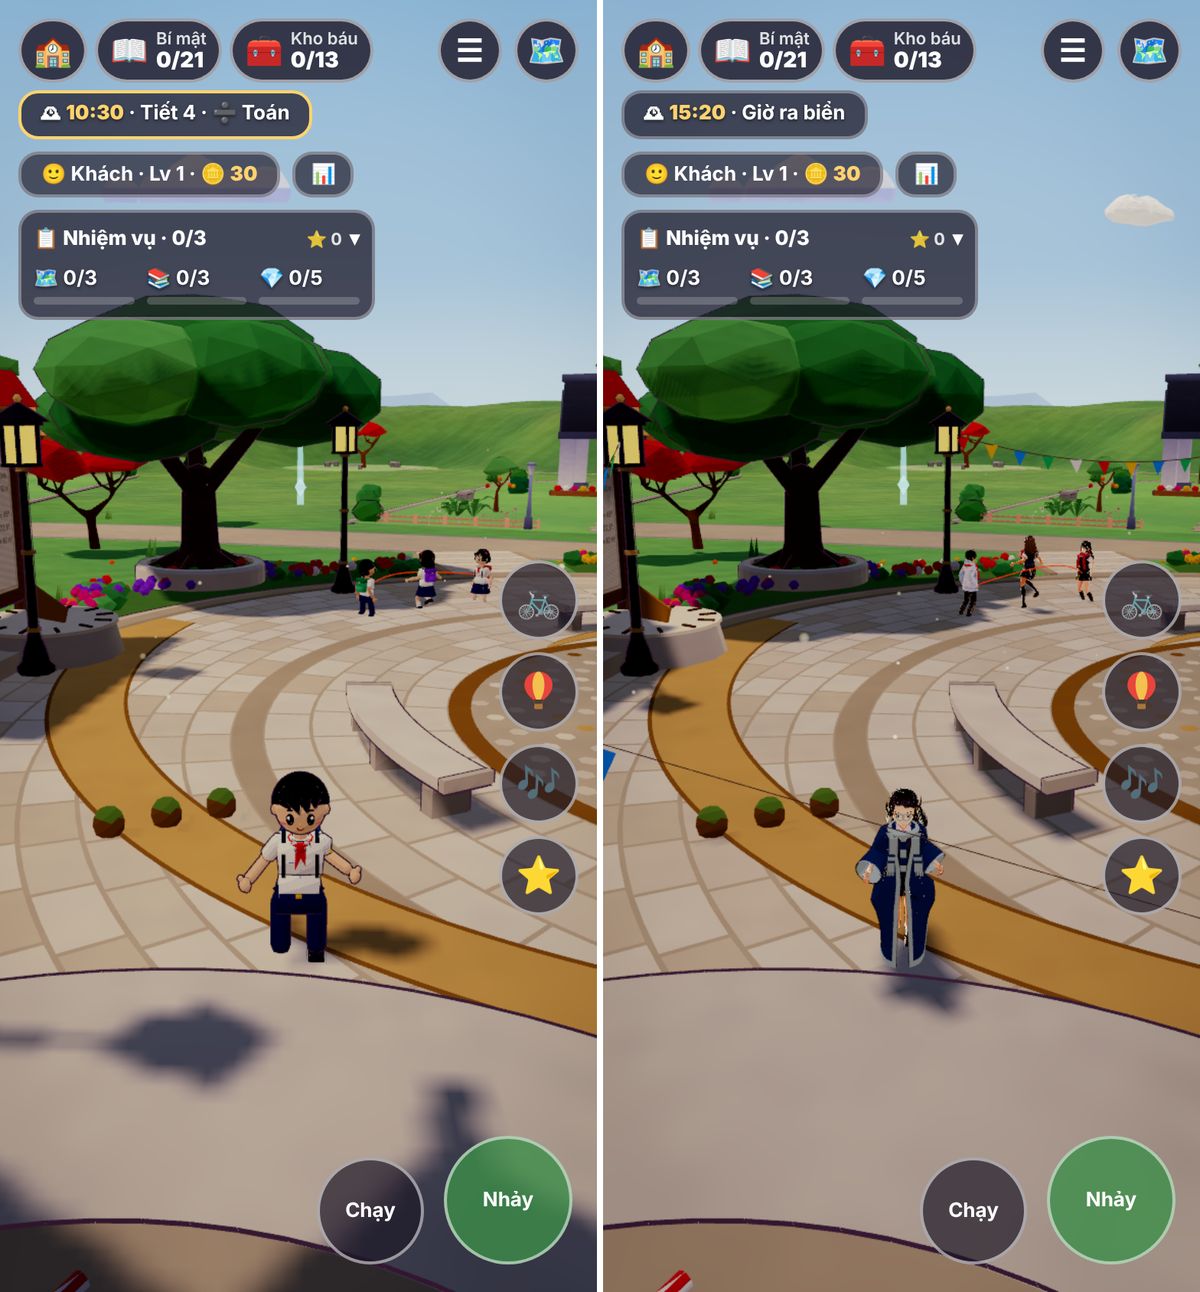 Bí mật
0/21
Kho báu
0/13
10:30 · Tiết 4 · ➗ Toán
Khách · Lv 1 · 30
Nhiệm vụ · 0/3
0 ▼
0/3
0/3
0/5
Chạy
Nhảy
Bí mật
0/21
Kho báu
0/13
15:20 · Giờ ra biển
Khách · Lv 1 · 30
Nhiệm vụ · 0/3
0 ▼
0/3
0/3
0/5
Chạy
Nhảy